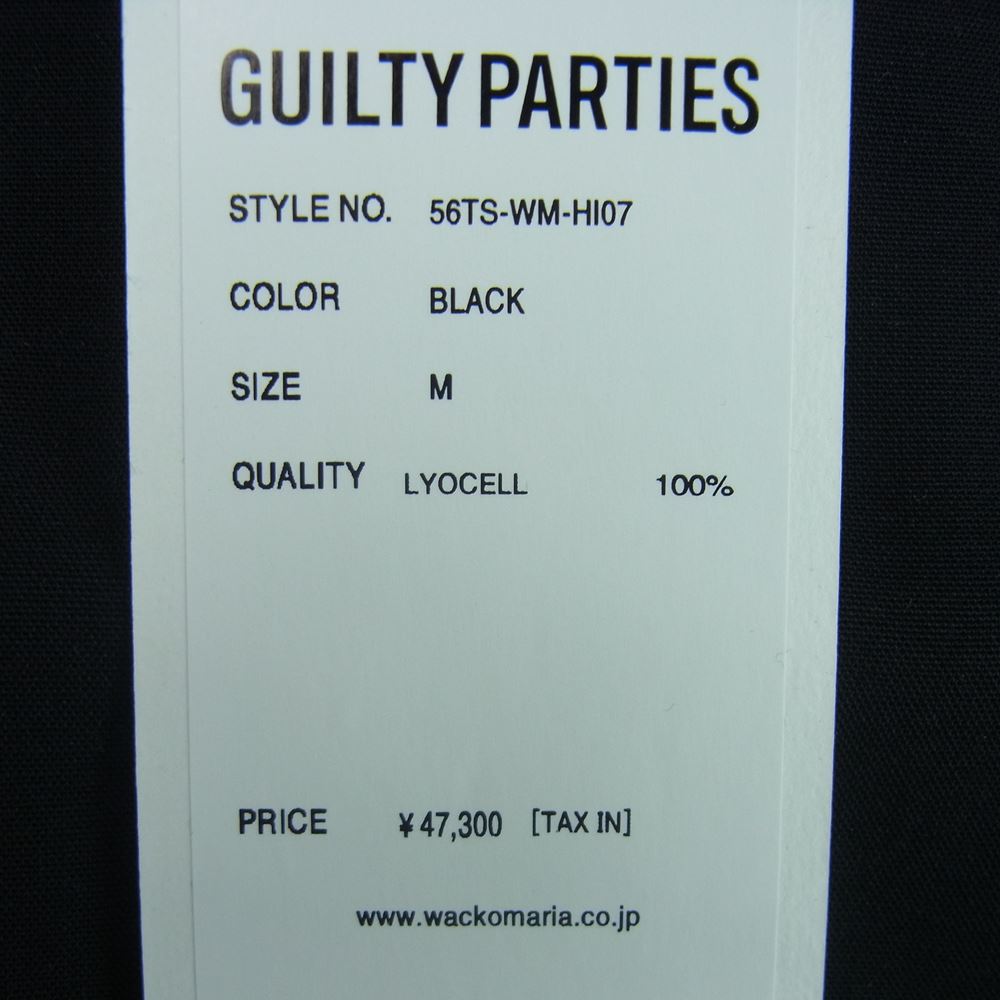 GUILTY PARTIES
STYLE NO. 56TS-WM-HI07
COLOR BLACK
SIZE M
QUALITY LYOCELL 100%
PRICE ¥47,300 [TAX IN]
www.wackomaria.co.jp